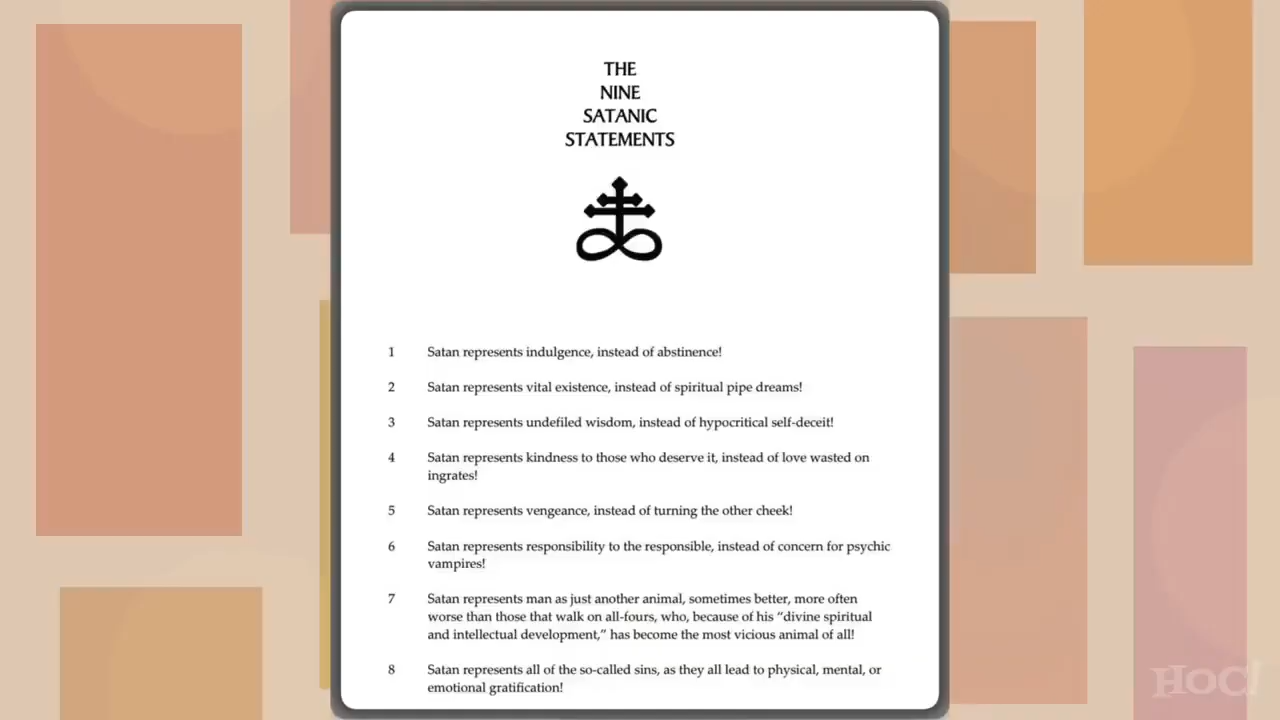 THE
NINE
SATANIC
STATEMENTS
1 Satan represents indulgence, instead of abstinence!
2 Satan represents vital existence, instead of spiritual pipe dreams!
3 Satan represents undefiled wisdom, instead of hypocritical self-deceit!
4 Satan represents kindness to those who deserve it, instead of love wasted on
ingrates!
5 Satan represents vengeance, instead of turning the other cheek!
6 Satan represents responsibility to the responsible, instead of concern for psychic
vampires!
7 Satan represents man as just another animal, sometimes better, more often
worse than those that walk on all-fours, who, because of his “divine spiritual
and intellectual development,” has become the most vicious animal of all!
8 Satan represents all of the so-called sins, as they all lead to physical, mental, or
emotional gratification!
HOC!